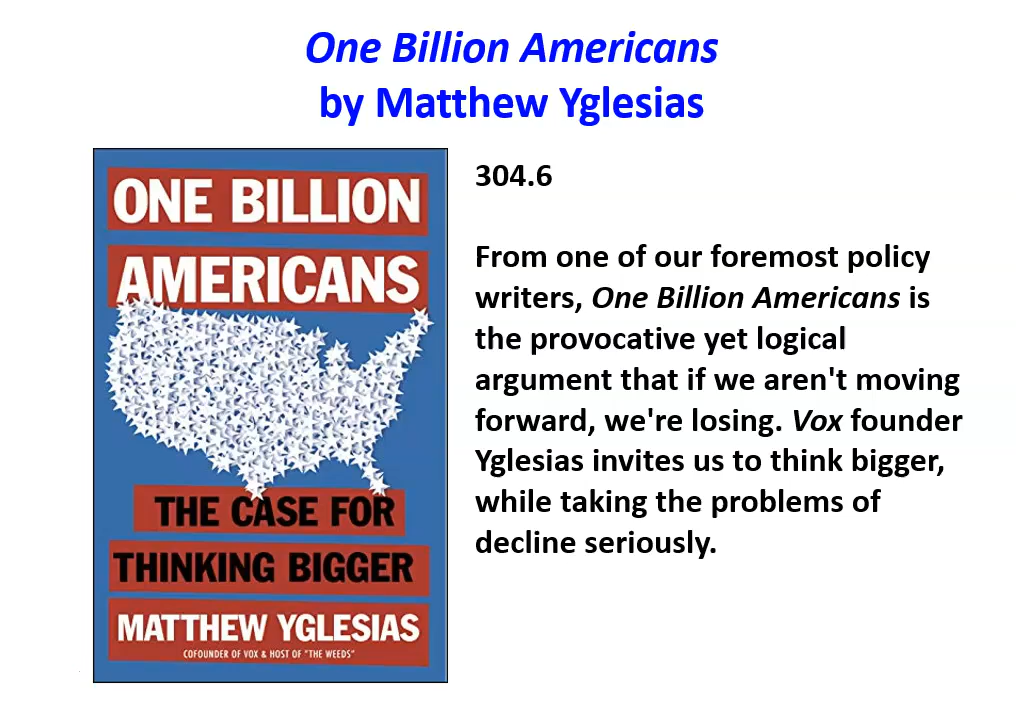 One Billion Americans
by Matthew Yglesias
ONE BILLION
AMERICANS
THE CASE FOR
THINKING BIGGER
MATTHEW YGLESIAS
COFOUNDER OF VOX & HOST OF "THE WEEDS"
304.6
From one of our foremost policy
writers, One Billion Americans is
the provocative yet logical
argument that if we aren't moving
forward, we're losing. Vox founder
Yglesias invites us to think bigger,
while taking the problems of
decline seriously.